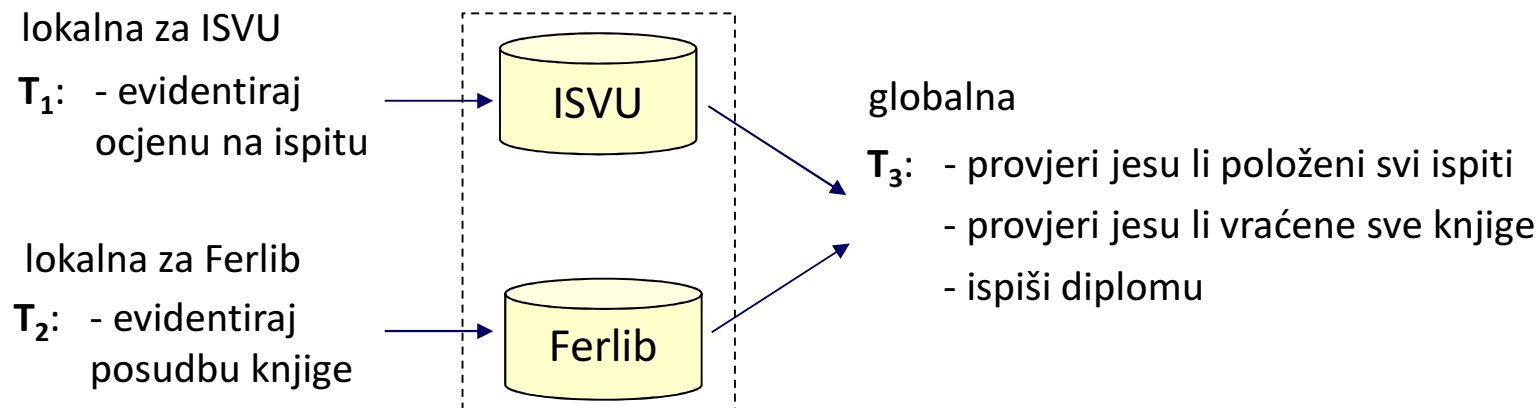 lokalna za ISVU
T₁: - evidentiraj
ocjenu na ispitu
ISVU
lokalna za Ferlib
T₂: - evidentiraj
posudbu knjige
Ferlib
globalna
T₃: - provjeri jesu li položeni svi ispiti
- provjeri jesu li vraćene sve knjige
- ispiši diplomu